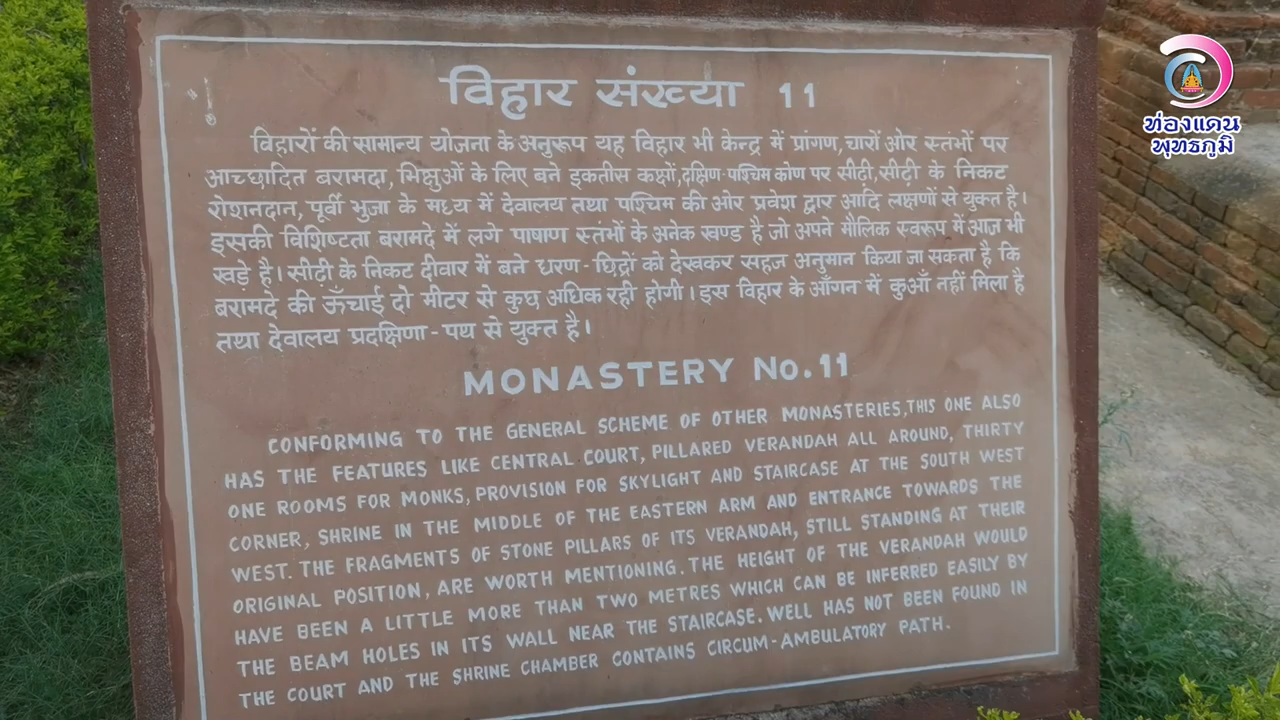 विहार संख्या 11
विहारों की सामान्य योजना के अनुरूप यह विहार भी केन्द्र में प्रांगण, चारों ओर स्तंभों पर
आच्छादित बरामदा, भिक्षुओं के लिए बने इकतीस कक्षों, दक्षिण-पश्चिम कोण पर सीढ़ी, सीढ़ी के निकट
रोशनदान, पूर्वी भुजा के मध्य में देवालय तथा पश्चिम की ओर प्रवेश द्वार आदि लक्षणों से युक्त है।
इसकी विशिष्टता बरामदे में लगे पाषाण स्तंभों के अनेक खण्ड है जो अपने मौलिक स्वरूप में आज भी
खड़े है। सीढ़ी के निकट दीवार में बने धरण-छिद्रों को देखकर सहज अनुमान किया जा सकता है कि
बरामदे की ऊँचाई दो मीटर से कुछ अधिक रही होगी। इस विहार के आँगन में कुआँ नहीं मिला है
तथा देवालय प्रदक्षिणा-पथ से युक्त है।
MONASTERY No. 11
CONFORMING TO THE GENERAL SCHEME OF OTHER MONASTERIES, THIS ONE ALSO
HAS THE FEATURES LIKE CENTRAL COURT, PILLARED VERANDAH ALL AROUND, THIRTY
ONE ROOMS FOR MONKS, PROVISION FOR SKYLIGHT AND STAIRCASE AT THE SOUTH WEST
CORNER, SHRINE IN THE MIDDLE OF THE EASTERN ARM AND ENTRANCE TOWARDS THE
WEST. THE FRAGMENTS OF STONE PILLARS OF ITS VERANDAH, STILL STANDING AT THEIR
ORIGINAL POSITION, ARE WORTH MENTIONING. THE HEIGHT OF THE VERANDAH WOULD
HAVE BEEN A LITTLE MORE THAN TWO METRES WHICH CAN BE INFERRED EASILY BY
THE BEAM HOLES IN ITS WALL NEAR THE STAIRCASE. WELL HAS NOT BEEN FOUND IN
THE COURT AND THE SHRINE CHAMBER CONTAINS CIRCUM-AMBULATORY PATH.
ท่องแดน
พุทธภูมิ